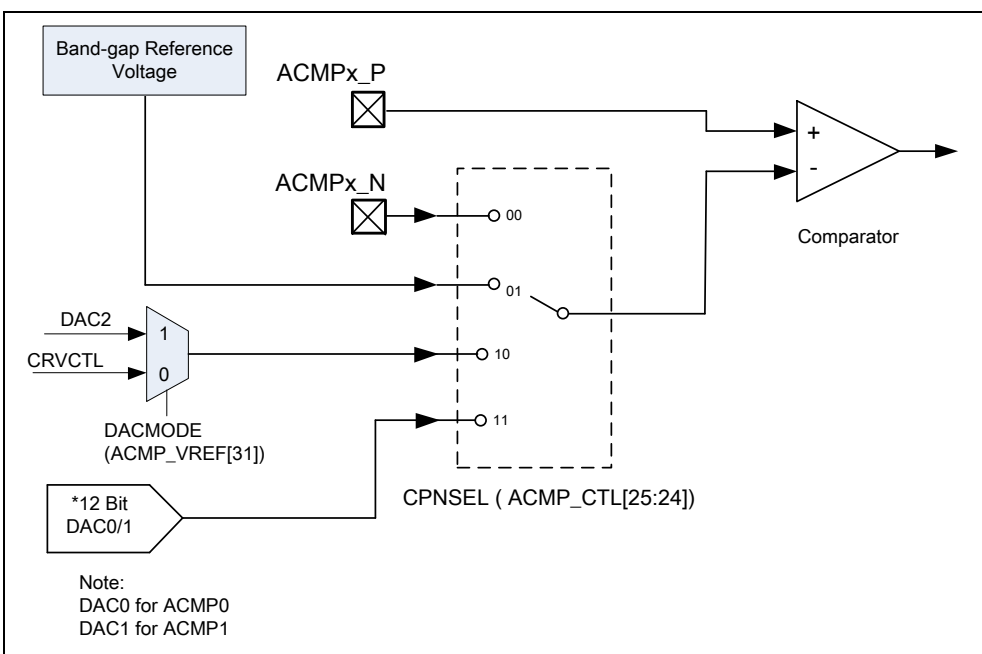 Band-gap Reference
Voltage
ACMPx_P
+
-
Comparator
ACMPx_N
00
01
10
11
DAC2
1
CRVCTL
0
DACMODE
(ACMP_VREF[31])
CPNSEL ( ACMP_CTL[25:24])
*12 Bit
DAC0/1
Note:
DAC0 for ACMP0
DAC1 for ACMP1